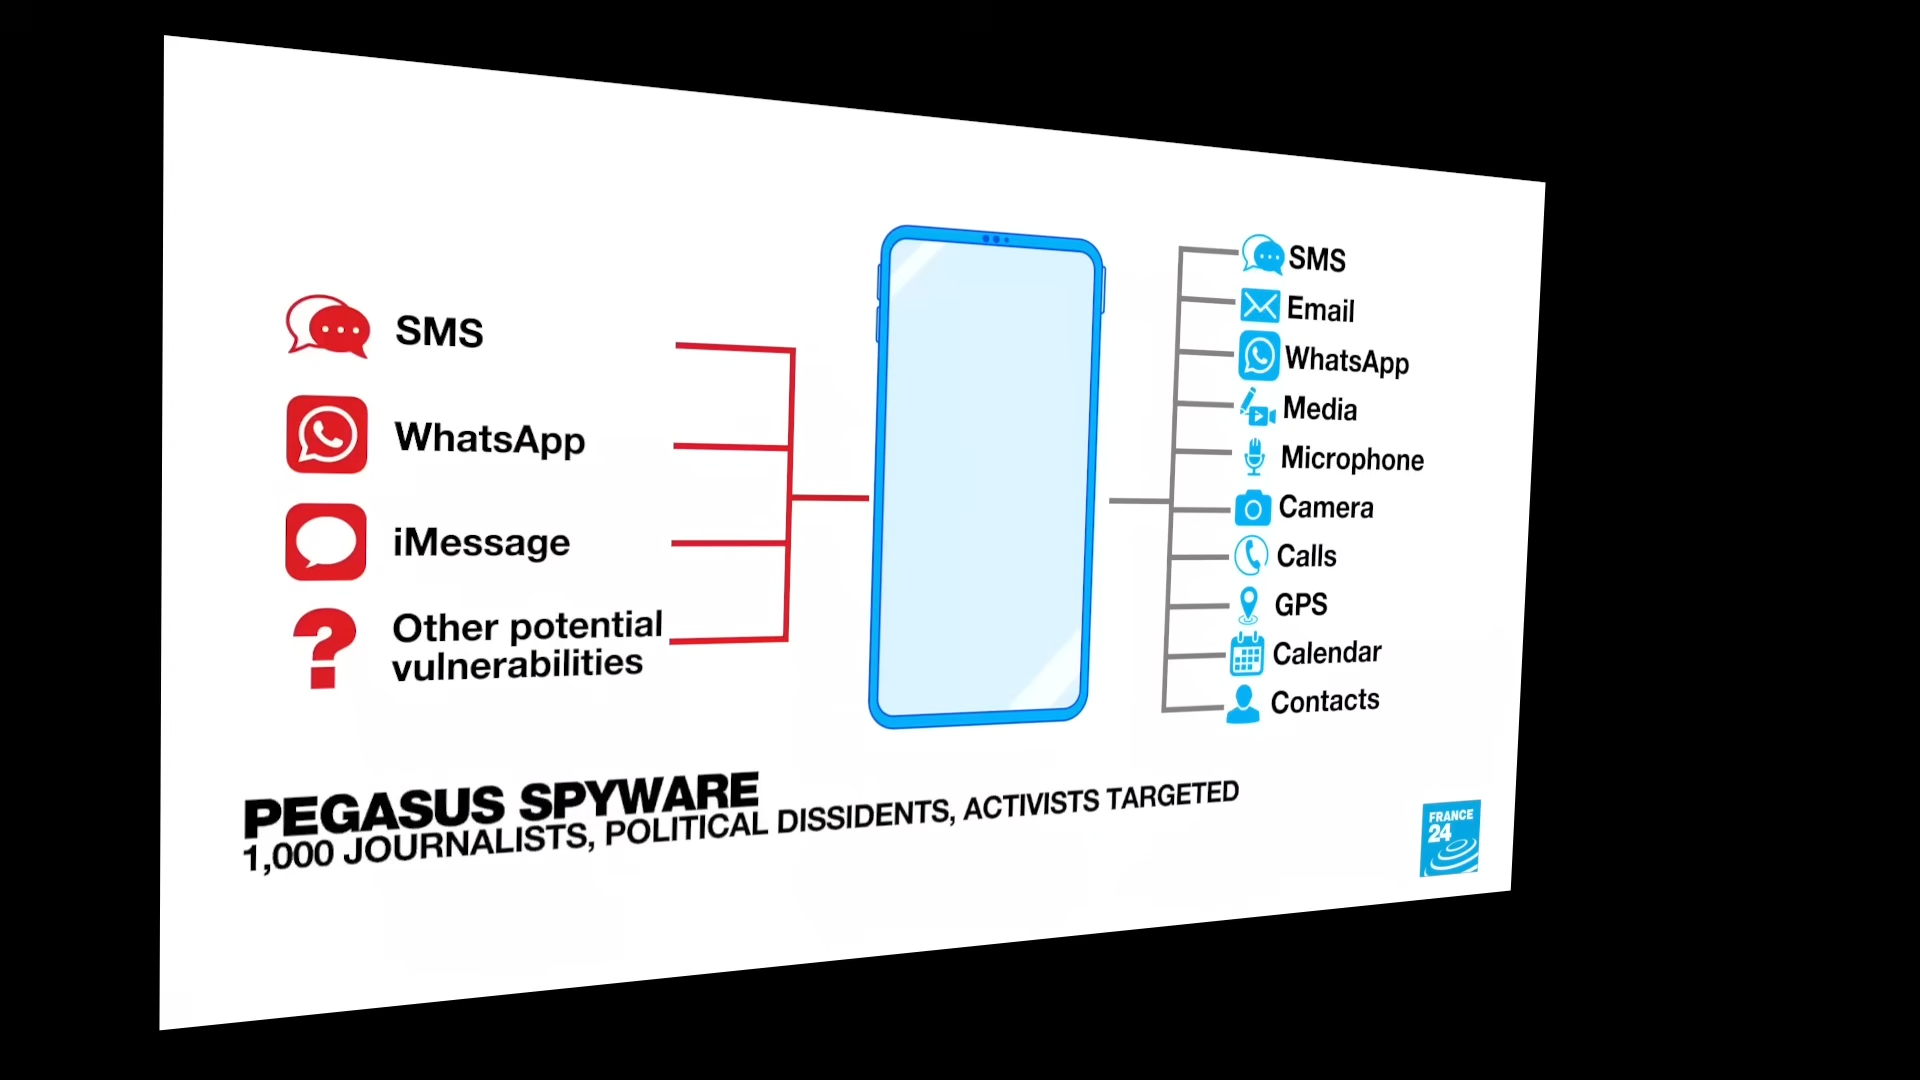 SMS
WhatsApp
iMessage
Other potential
vulnerabilities
SMS
Email
WhatsApp
Media
Microphone
Camera
Calls
GPS
Calendar
Contacts
PEGASUS SPYWARE
1,000 JOURNALISTS, POLITICAL DISSIDENTS, ACTIVISTS TARGETED
FRANCE
24